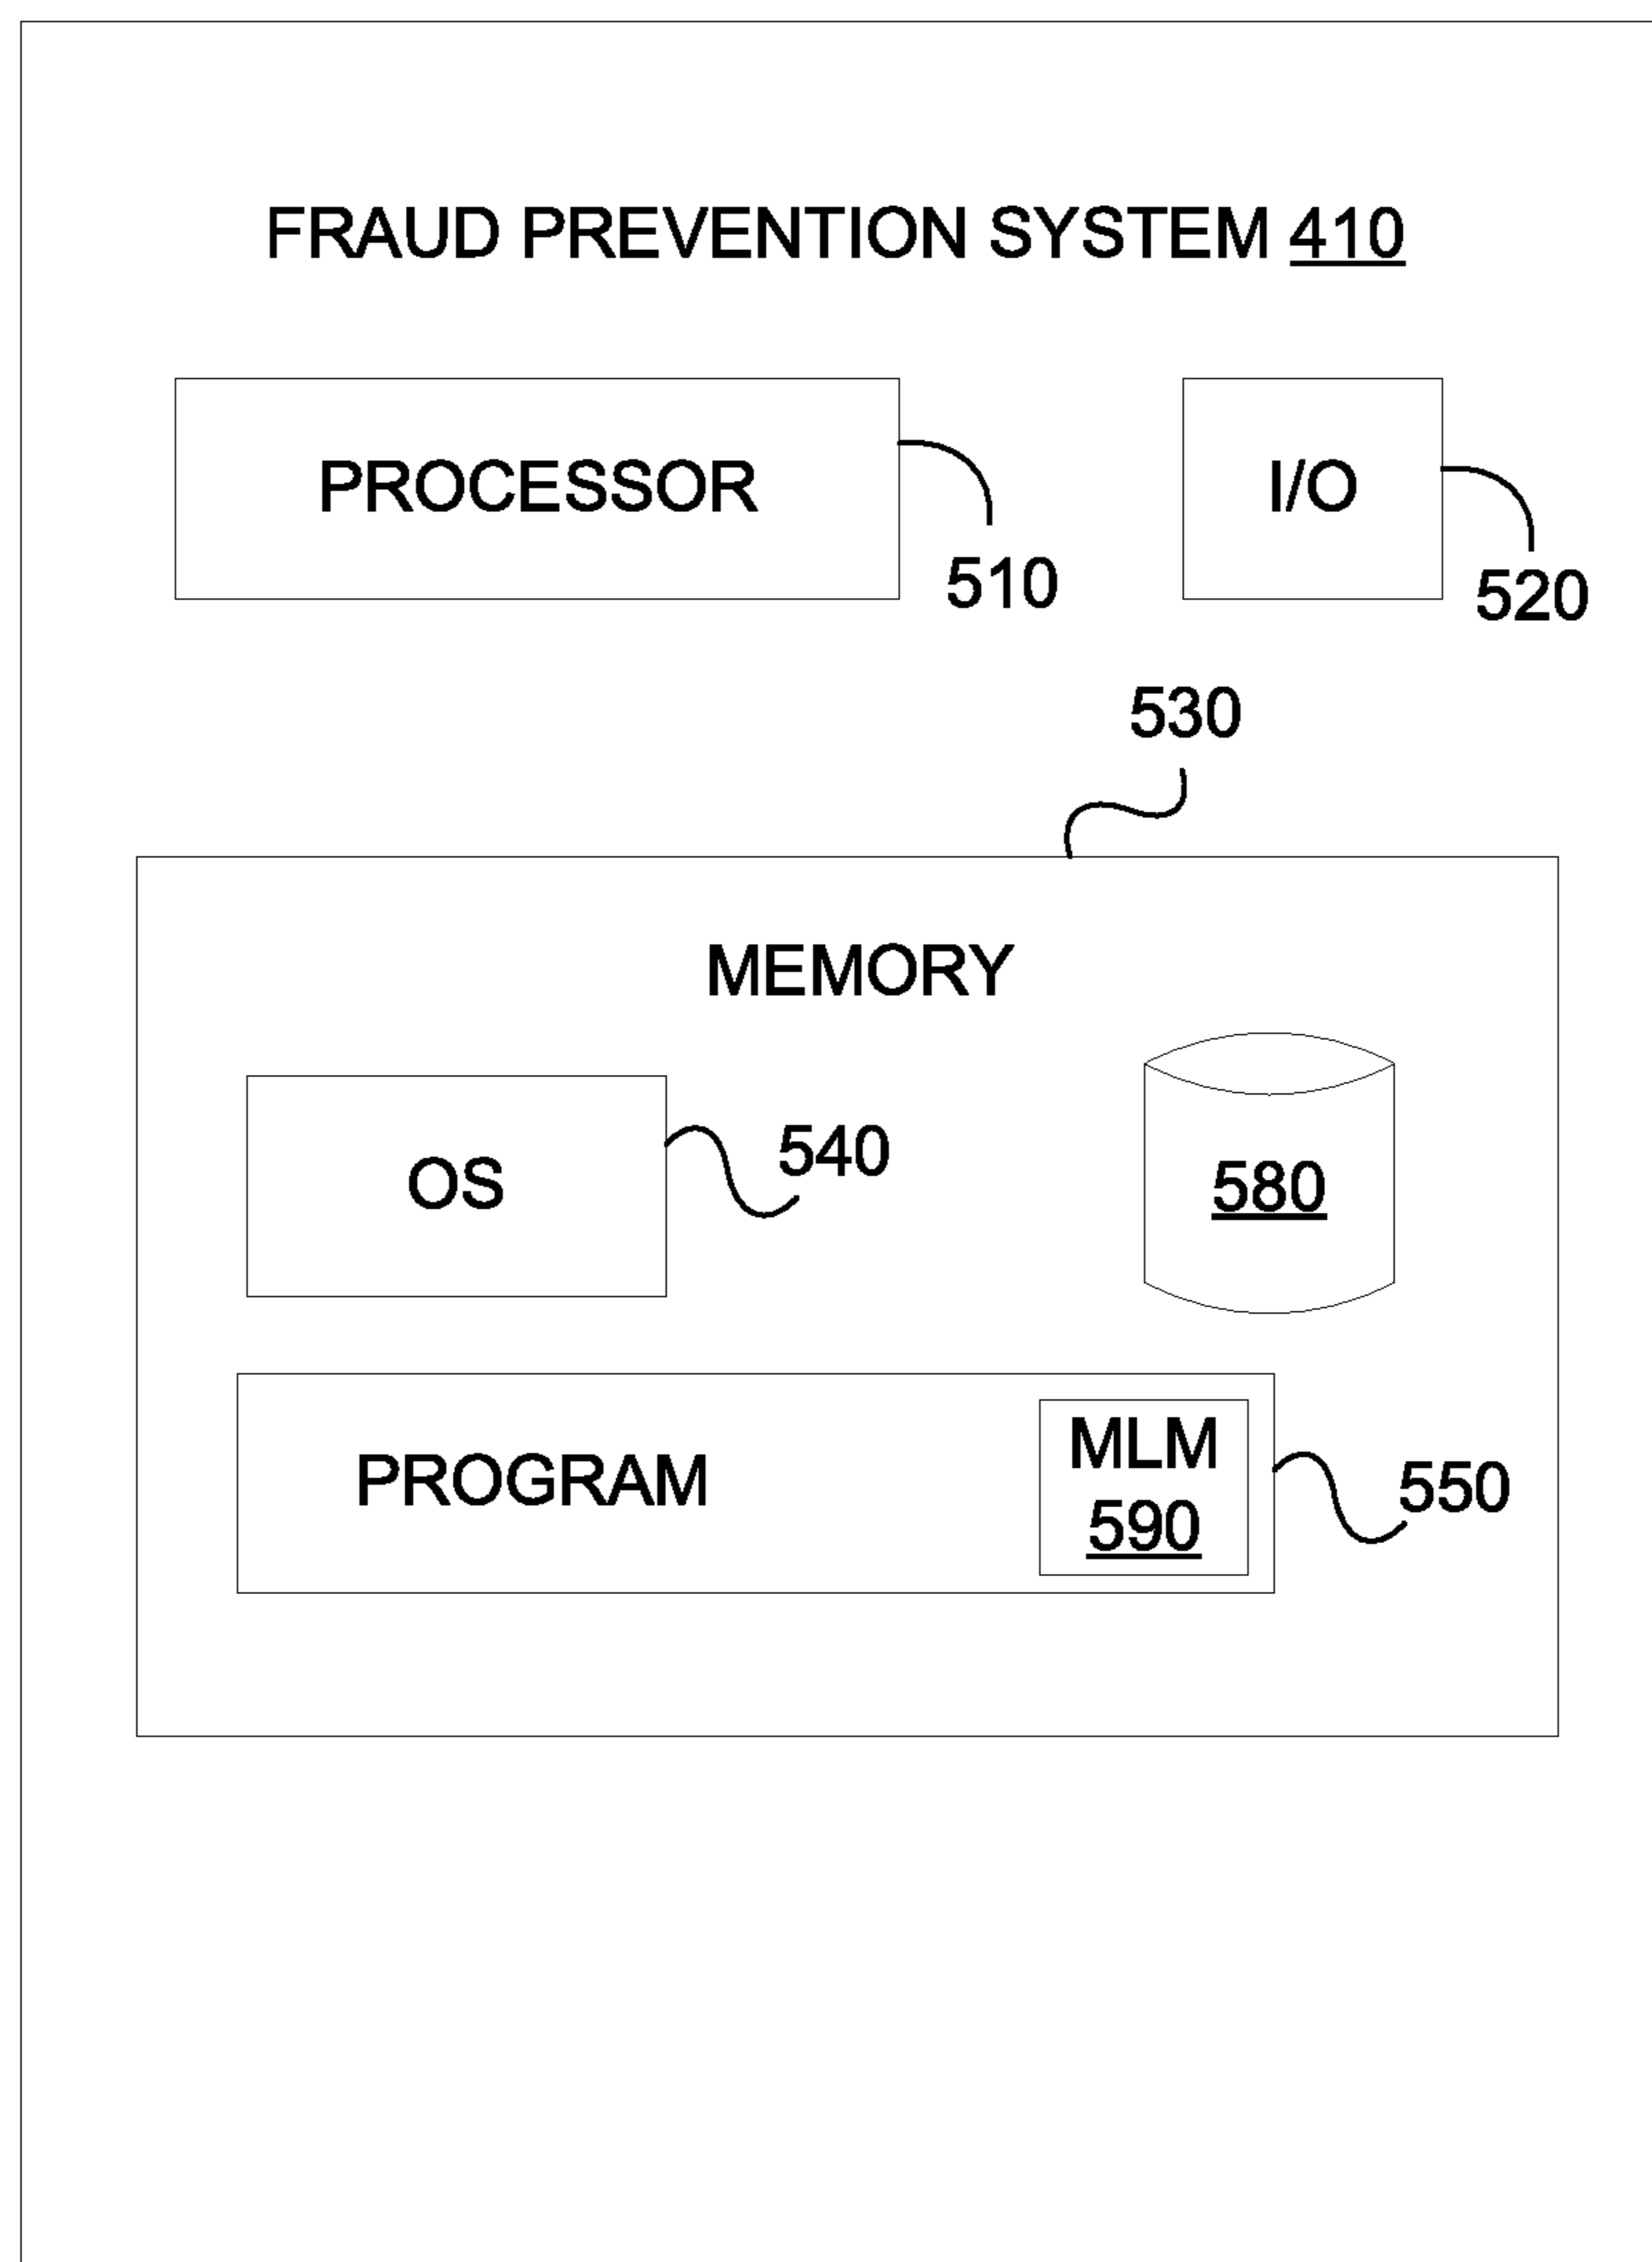 FRAUD PREVENTION SYSTEM 410
PROCESSOR
I/O
510
520
530
MEMORY
OS
540
580
PROGRAM
MLM
590
550